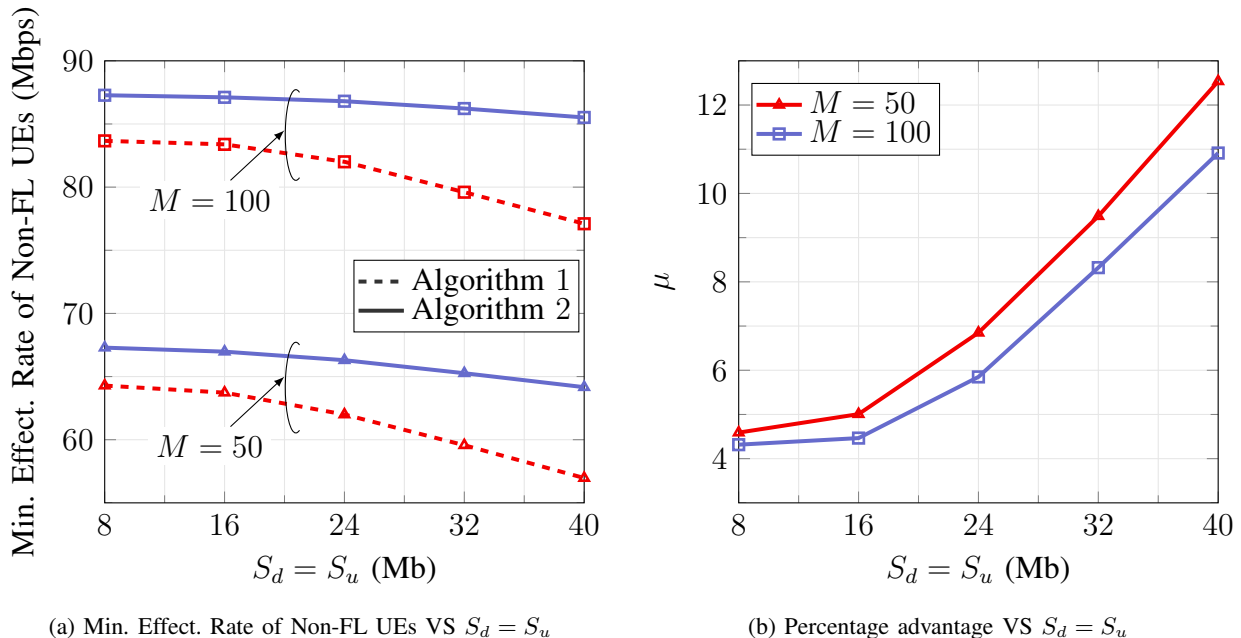 Min. Effect. Rate of Non-FL UEs (Mbps)
90
80
70
60
M = 100
Algorithm 1
Algorithm 2
M = 50
8 16 24 32 40
S_d = S_u (Mb)
(a) Min. Effect. Rate of Non-FL UEs VS S_d = S_u
μ
12
10
8
6
4
M = 50
M = 100
8 16 24 32 40
S_d = S_u (Mb)
(b) Percentage advantage VS S_d = S_u